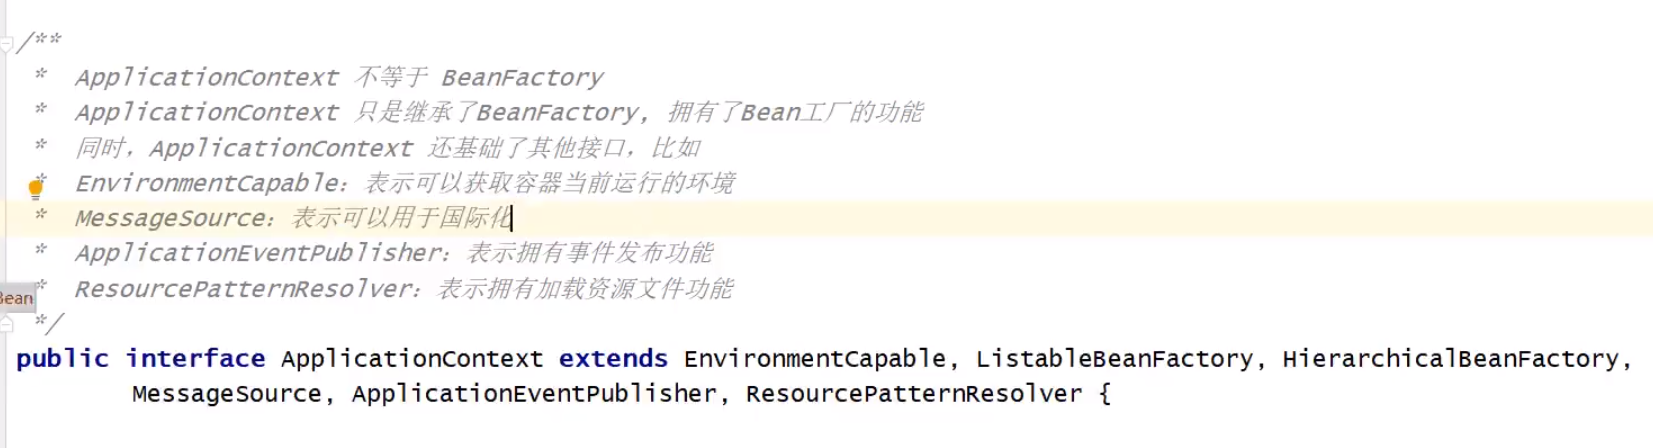 /**
* ApplicationContext 不等于 BeanFactory
* ApplicationContext 只是继承了BeanFactory, 拥有了Bean工厂的功能
* 同时，ApplicationContext 还基础了其他接口，比如
* EnvironmentCapable：表示可以获取容器当前运行的环境
* MessageSource：表示可以用于国际化
* ApplicationEventPublisher：表示拥有事件发布功能
* ResourcePatternResolver：表示拥有加载资源文件功能
Bean
*/
public interface ApplicationContext extends EnvironmentCapable, ListableBeanFactory, HierarchicalBeanFactory,
MessageSource, ApplicationEventPublisher, ResourcePatternResolver {